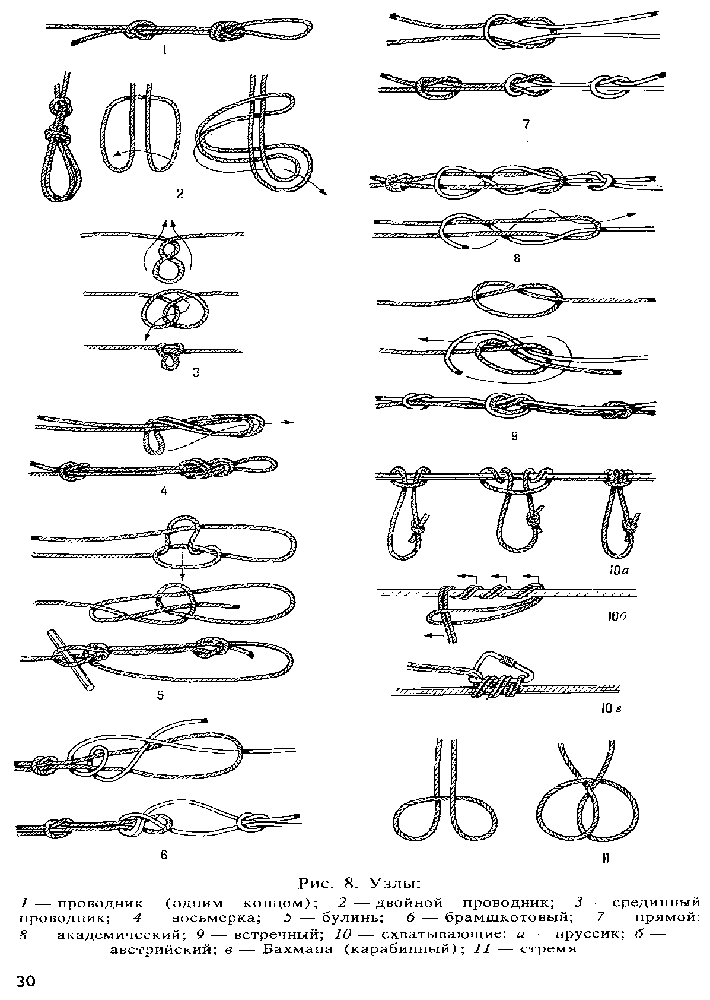 1
7
2
8
3
9
4
10а
10б
5
10 в
6
11
Рис. 8. Узлы:
1 — проводник (одним концом); 2 — двойной проводник; 3 — срединный
проводник; 4 — восьмерка; 5 — булинь; 6 — брамшкотовый; 7 прямой;
8 — академический; 9 — встречный; 10 — схватывающие: а — пруссик; б —
австрийский; в — Бахмана (карабинный); 11 — стремя
30